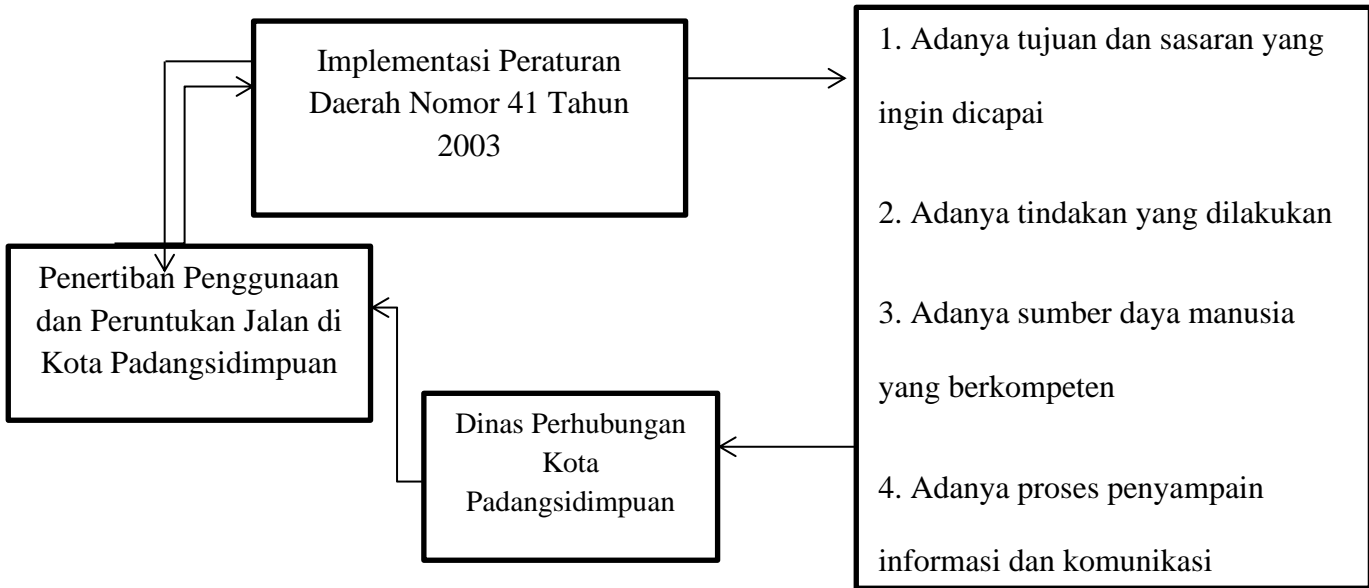 Implementasi Peraturan
Daerah Nomor 41 Tahun
2003
1. Adanya tujuan dan sasaran yang
ingin dicapai
2. Adanya tindakan yang dilakukan
3. Adanya sumber daya manusia
yang berkompeten
4. Adanya proses penyampain
informasi dan komunikasi
Penertiban Penggunaan
dan Peruntukan Jalan di
Kota Padangsidimpuan
Dinas Perhubungan
Kota
Padangsidimpuan